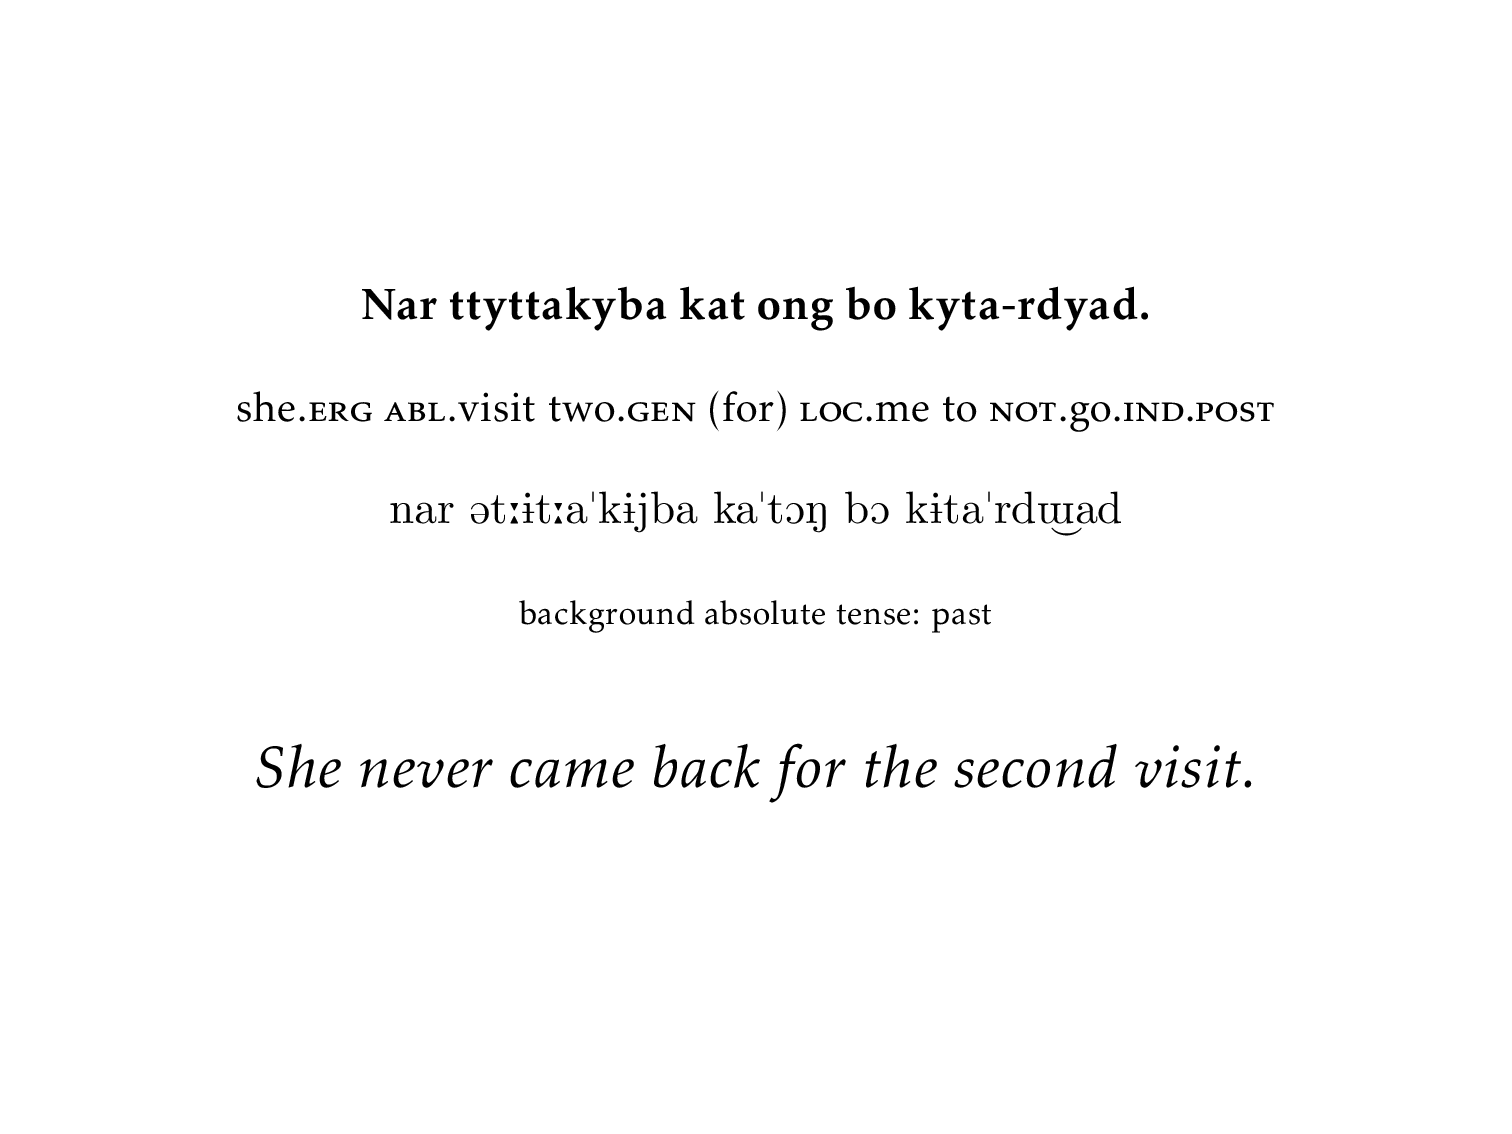 Nar ttyttakyba kat ong bo kyta-rdyad.
she.ERG ABL.visit two.GEN (for) LOC.me to NOT.go.IND.POST
nar ətːɨtːaˈkɨjba kaˈtɔŋ bɔ kɨtaˈrdɯ͜ad
background absolute tense: past
She never came back for the second visit.